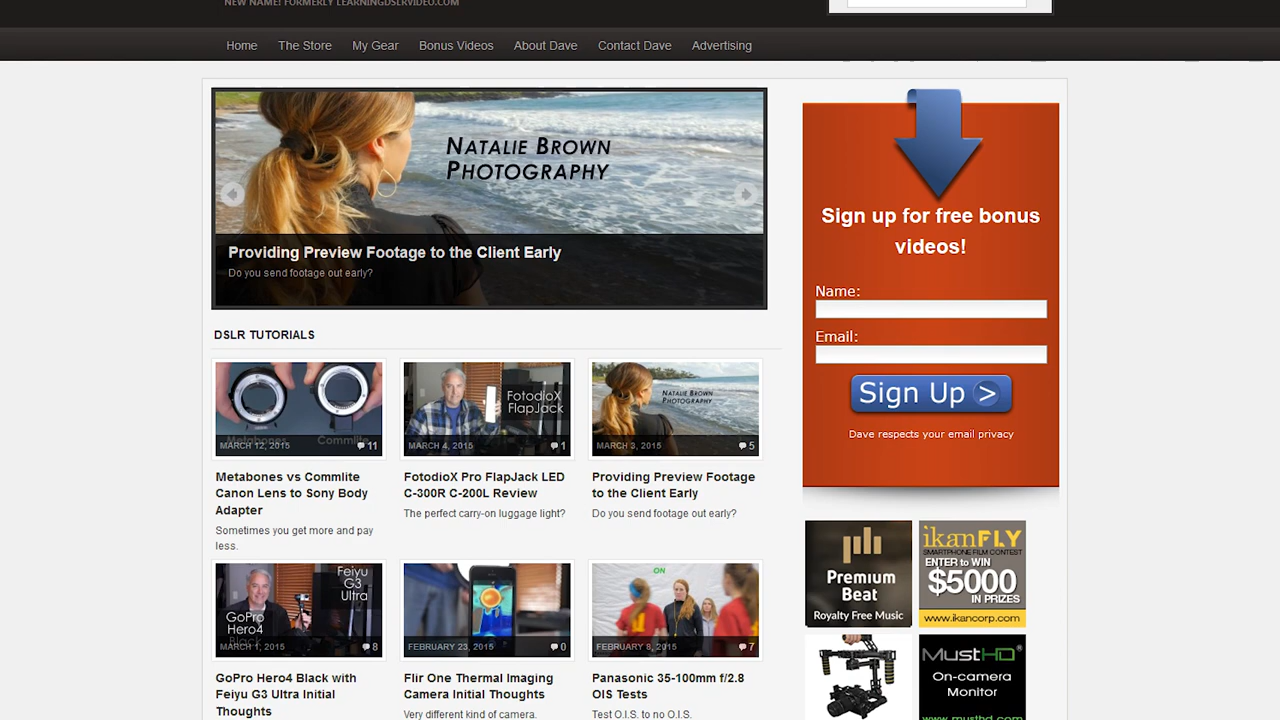 NEW NAME! FORMERLY LEARNINGDSLRVIDEO.COM
Home The Store My Gear Bonus Videos About Dave Contact Dave Advertising
NATALIE BROWN
PHOTOGRAPHY
Providing Preview Footage to the Client Early
Do you send footage out early?
Sign up for free bonus
videos!
Name:
Email:
Sign Up >
Dave respects your email privacy
DSLR TUTORIALS
Metabones Commlite
MARCH 12, 2015 11
FotodioX
FlapJack
MARCH 4, 2015 1
NATALIE BROWN
PHOTOGRAPHY
MARCH 3, 2015 5
Metabones vs Commlite
Canon Lens to Sony Body
Adapter
Sometimes you get more and pay
less.
FotodioX Pro FlapJack LED
C-300R C-200L Review
The perfect carry-on luggage light?
Providing Preview Footage
to the Client Early
Do you send footage out early?
Feiyu
G3
Ultra
GoPro
Hero4
Black
MARCH 1, 2015 8
FEBRUARY 23, 2015 0
ON
FEBRUARY 8, 2015 7
GoPro Hero4 Black with
Feiyu G3 Ultra Initial
Thoughts
Flir One Thermal Imaging
Camera Initial Thoughts
Very different kind of camera.
Panasonic 35-100mm f/2.8
OIS Tests
Test O.I.S. to no O.I.S.
Premium
Beat
Royalty Free Music
ikanFLY
SMARTPHONE FILM CONTEST
ENTER to WIN
$5000
IN PRIZES
www.ikancorp.com
MustHD®
On-camera
Monitor
www.musthd.com